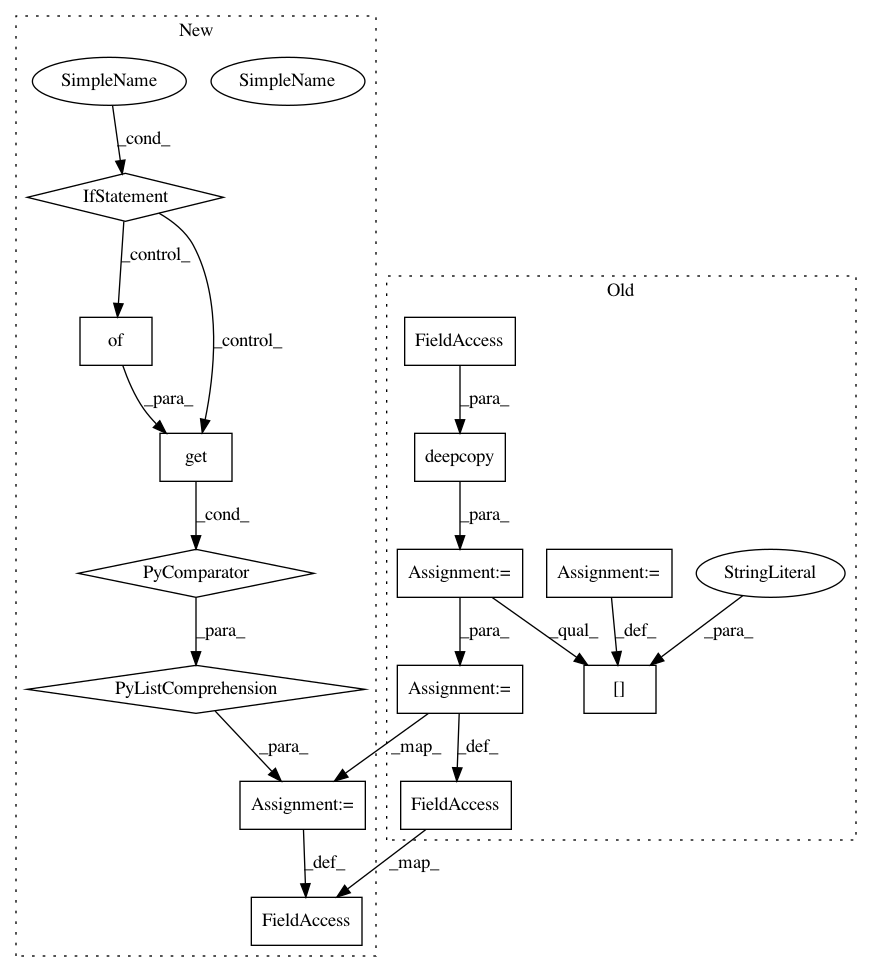 New
SimpleName
SimpleName
_cond_
IfStatement
_control_
Old
of
_control_
FieldAccess
_para_
_para_
get
deepcopy
_cond_
_para_
PyComparator
Assignment:=
Assignment:=
StringLiteral
_para_
_para_
_qual_
_def_
_para_
PyListComprehension
Assignment:=
[]
_para_
_map_
_def_
Assignment:=
FieldAccess
_def_
_map_
FieldAccess